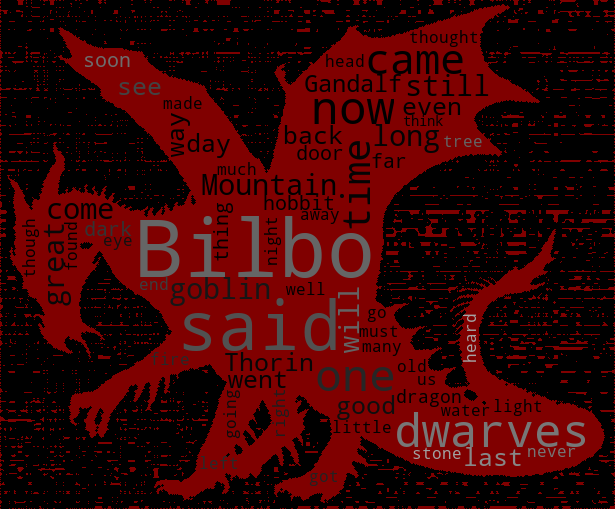 thought
soon
head
came
see
Gandalf
still
made
now
even
think
way
day
back
long
tree
door
far
time
much
Mountain
hobbit
come
great
though
found
dark
eye
thing
night
away
Bilbo
end
goblin
well
will
said
go
must
many
heard
fire
Thorin
went
one
old
us
going
right
good
dragon
water
light
little
dwarves
left
stone
last
never
got